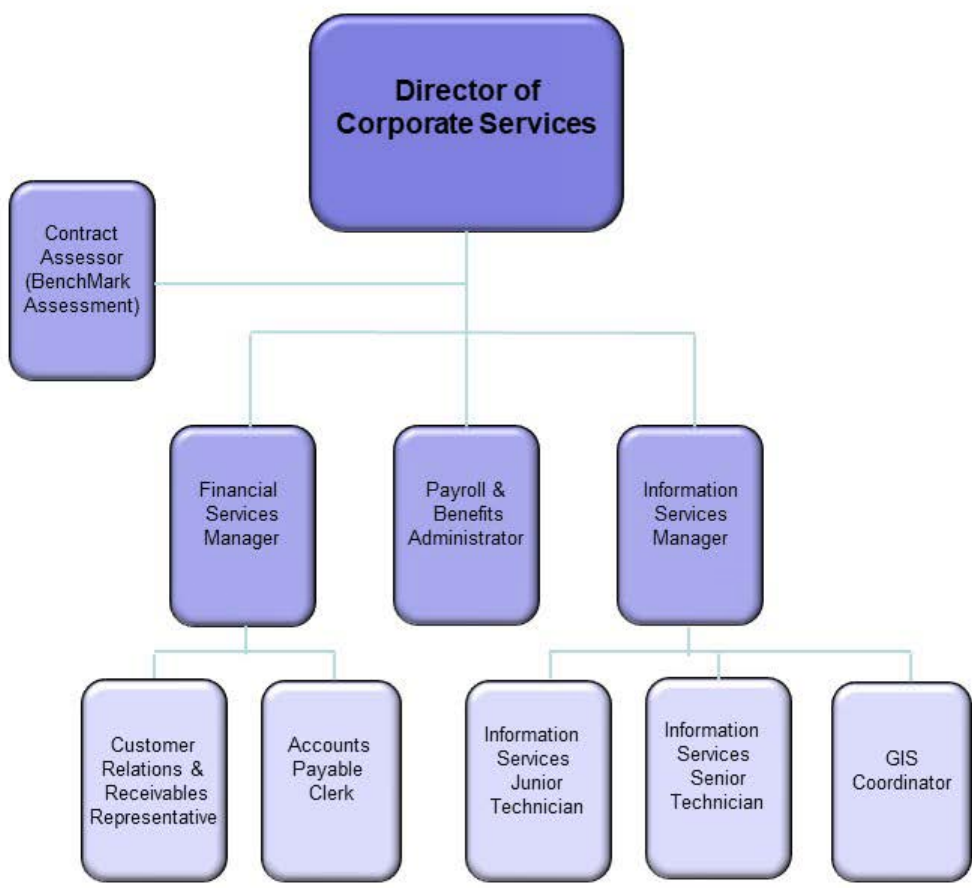 Director of
Corporate Services
Contract
Assessor
(BenchMark
Assessment)
Financial
Services
Manager
Payroll &
Benefits
Administrator
Information
Services
Manager
Customer
Relations &
Receivables
Representative
Accounts
Payable
Clerk
Information
Services
Junior
Technician
Information
Services
Senior
Technician
GIS
Coordinator